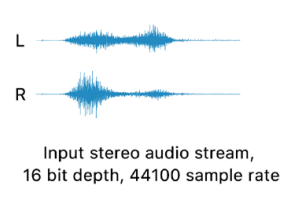 L
R
Input stereo audio stream,
16 bit depth, 44100 sample rate